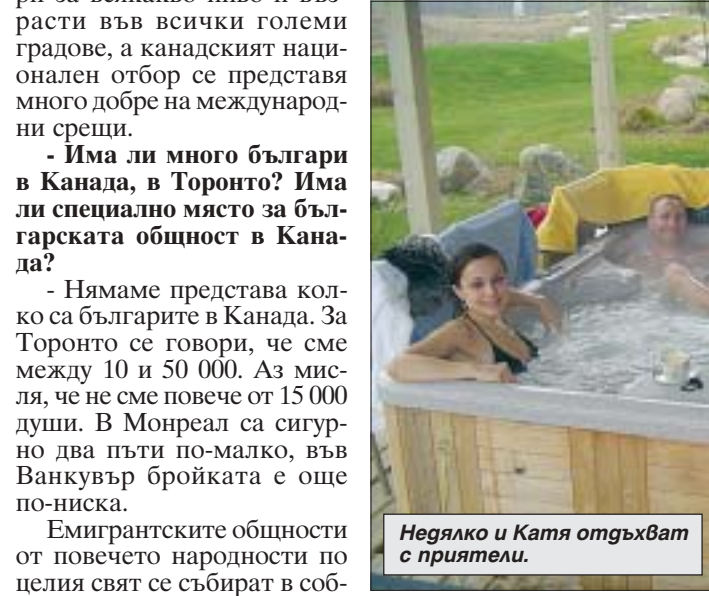 ри за всякакво ниво и въз-
расти във всички големи
градове, а канадският наци-
онален отбор се представя
много добре на международ-
ни срещи.
- Има ли много българи
в Канада, в Торонто? Има
ли специално място за бъл-
гарската общност в Кана-
да?
- Нямаме представа кол-
ко са българите в Канада. За
Торонто се говори, че сме
между 10 и 50 000. Аз мис-
ля, че не сме повече от 15 000
души. В Монреал са сигур-
но два пъти по-малко, във
Ванкувър бройката е още
по-ниска.
Емигрантските общности
от повечето народности по
целия свят се събират в соб-
Недялко и Катя отдъхват
с приятели.